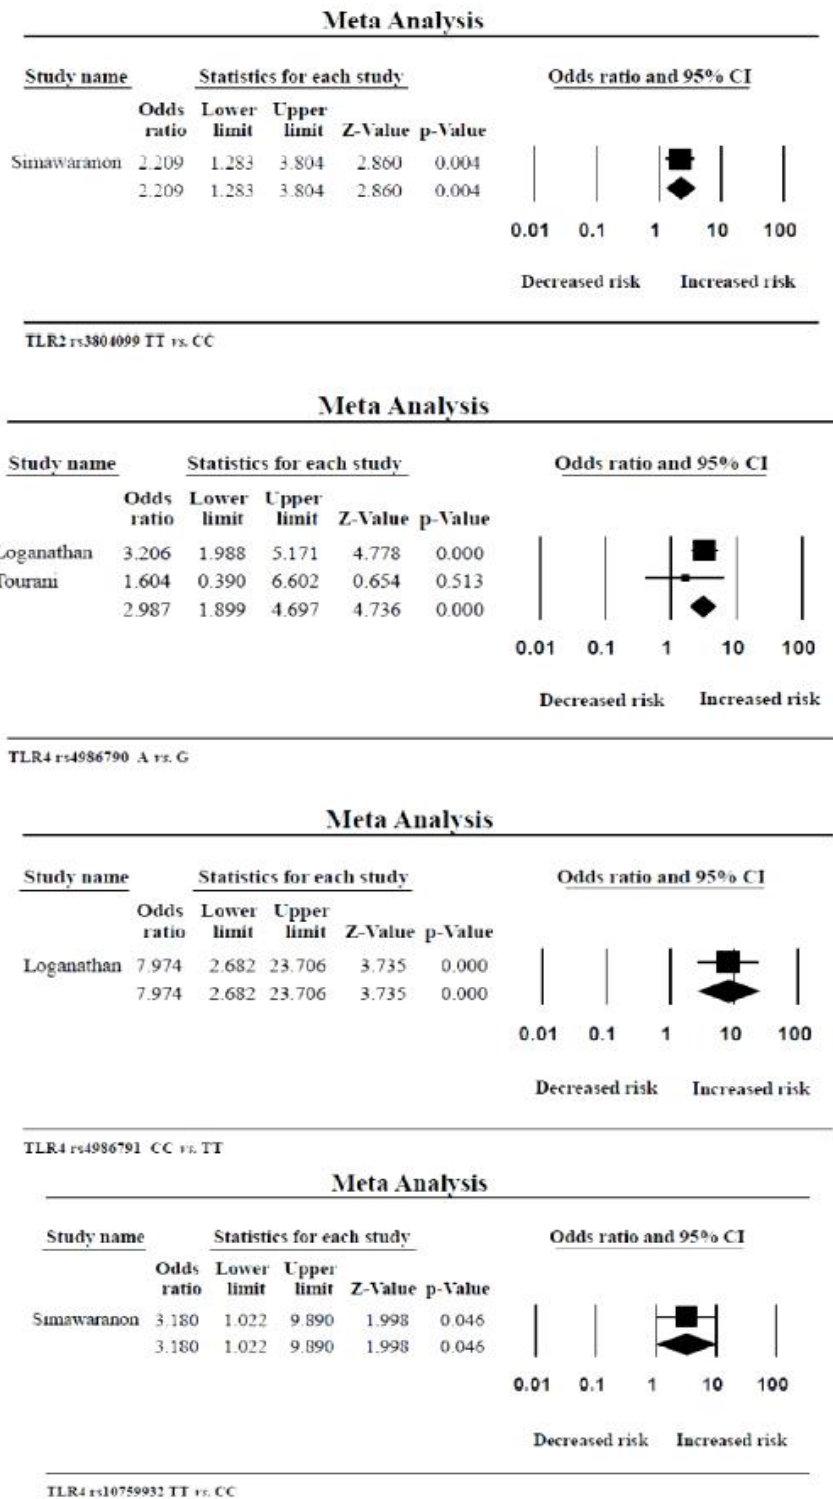 Meta Analysis
Study name Statistics for each study Odds ratio and 95% CI
Odds Lower Upper
ratio limit limit Z-Value p-Value
Simawaranon 2.209 1.283 3.804 2.860 0.004
2.209 1.283 3.804 2.860 0.004
0.01 0.1 1 10 100
Decreased risk Increased risk
TLR2 rs3804099 TT vs. CC
Meta Analysis
Study name Statistics for each study Odds ratio and 95% CI
Odds Lower Upper
ratio limit limit Z-Value p-Value
Loganathan 3.206 1.988 5.171 4.778 0.000
Tourani 1.604 0.390 6.602 0.654 0.513
2.987 1.899 4.697 4.736 0.000
0.01 0.1 1 10 100
Decreased risk Increased risk
TLR4 rs4986790 A vs. G
Meta Analysis
Study name Statistics for each study Odds ratio and 95% CI
Odds Lower Upper
ratio limit limit Z-Value p-Value
Loganathan 7.974 2.682 23.706 3.735 0.000
7.974 2.682 23.706 3.735 0.000
0.01 0.1 1 10 100
Decreased risk Increased risk
TLR4 rs4986791 CC vs. TT
Meta Analysis
Study name Statistics for each study Odds ratio and 95% CI
Odds Lower Upper
ratio limit limit Z-Value p-Value
Simawaranon 3.180 1.022 9.890 1.998 0.046
3.180 1.022 9.890 1.998 0.046
0.01 0.1 1 10 100
Decreased risk Increased risk
TLR4 rs10759932 TT vs. CC